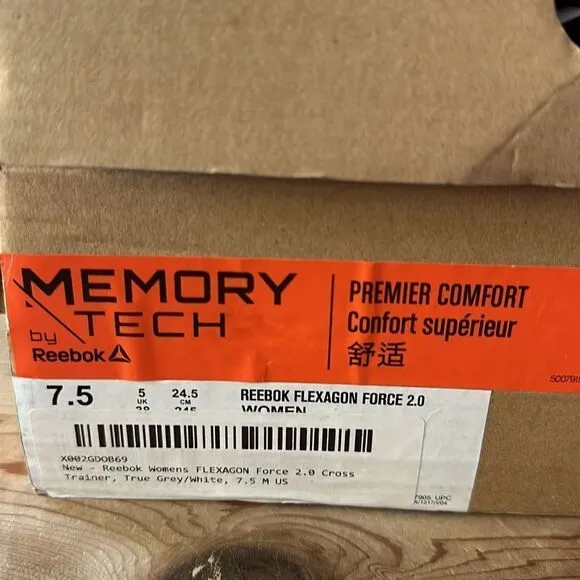 MEMORY
TECH
by
Reebok
PREMIER COMFORT
Confort supérieur
舒适
7.5
5
UK
24.5
CM
REEBOK FLEXAGON FORCE 2.0
WOMEN
X002GDOB69
New - Reebok Womens FLEXAGON Force 2.0 Cross
Trainer, True Grey/White, 7.5 M US